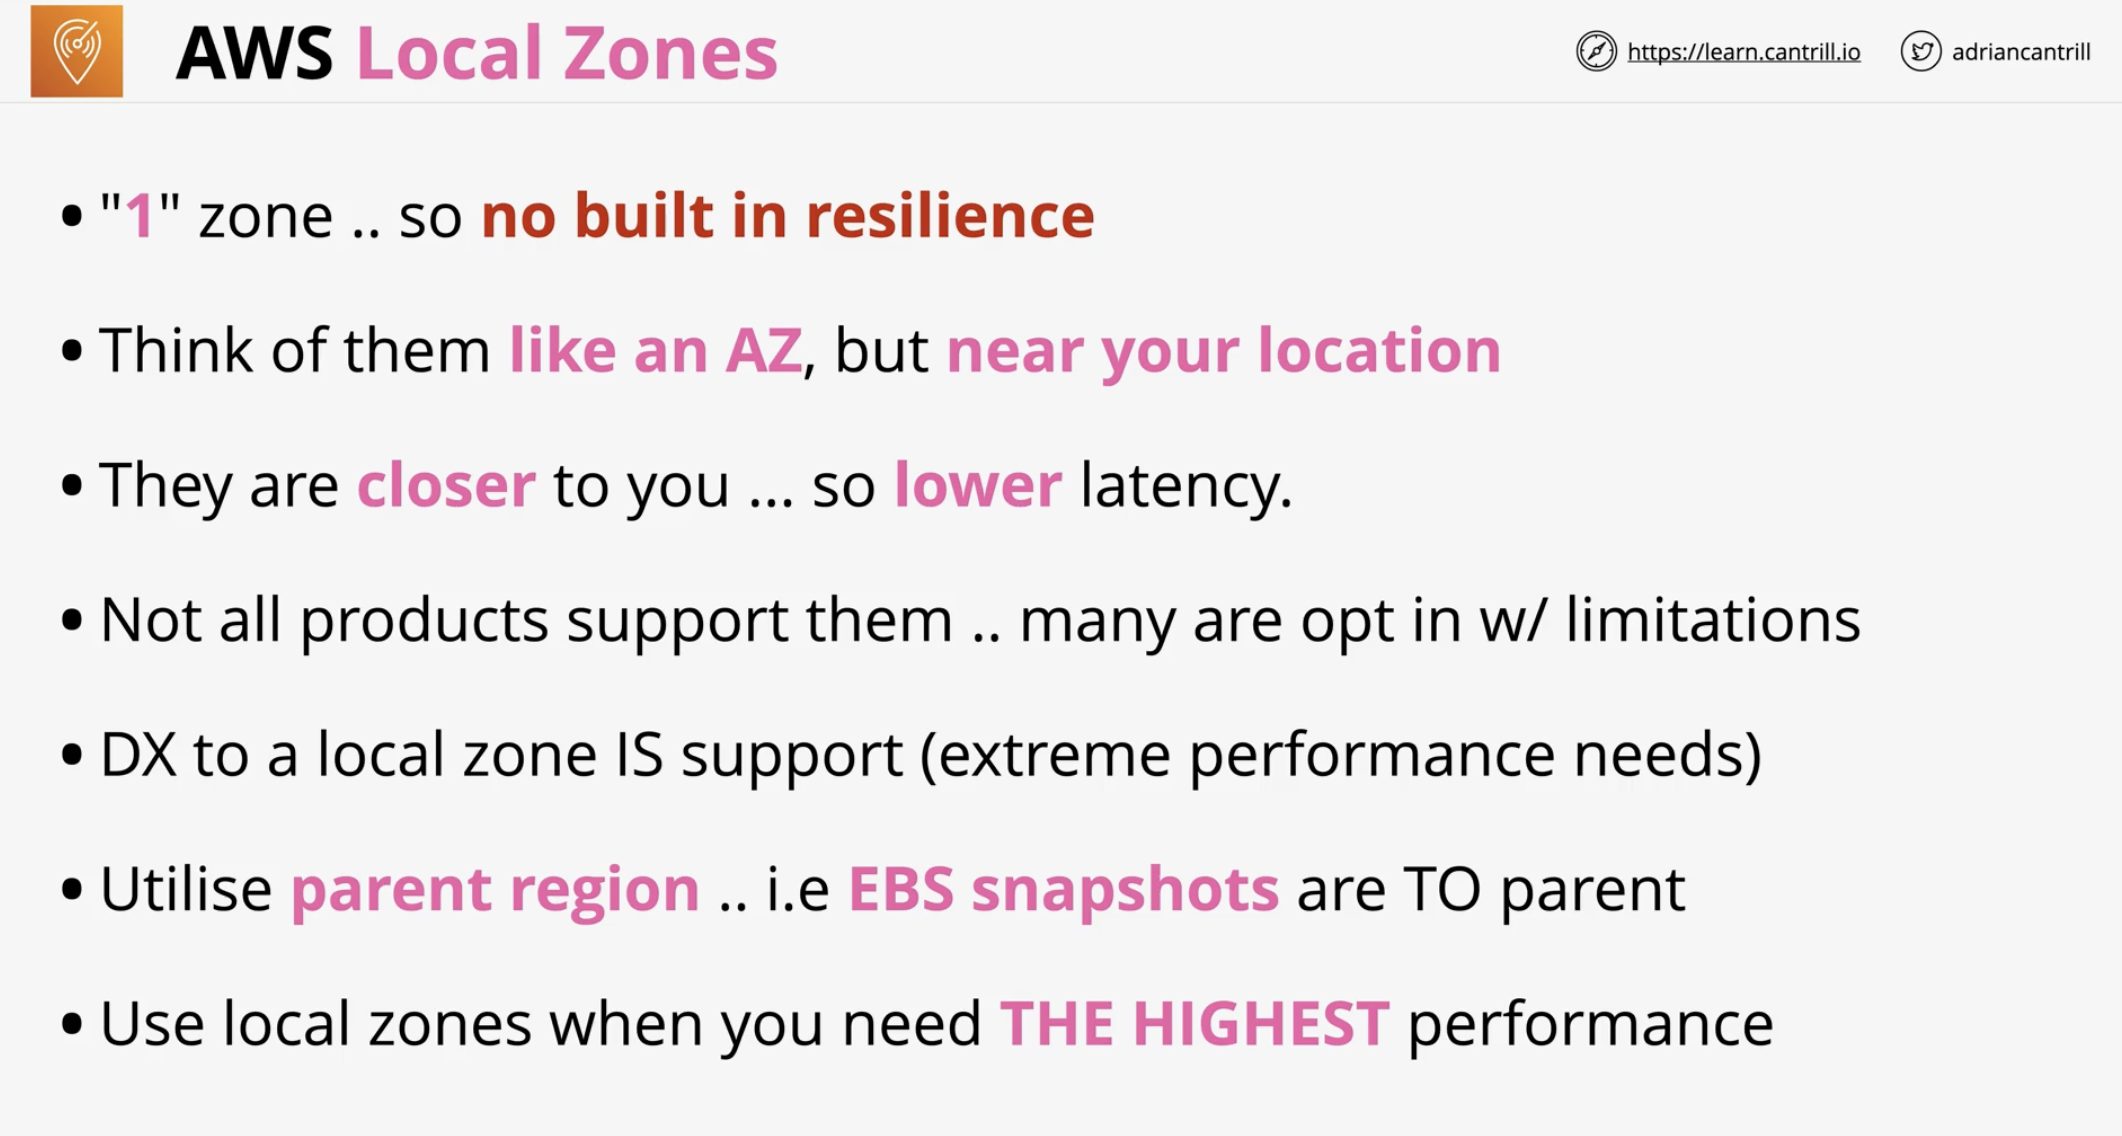 AWS Local Zones
https://learn.cantrill.io
adriancantrill
• "1" zone .. so no built in resilience
• Think of them like an AZ, but near your location
• They are closer to you ... so lower latency.
• Not all products support them .. many are opt in w/ limitations
• DX to a local zone IS support (extreme performance needs)
• Utilise parent region .. i.e EBS snapshots are TO parent
• Use local zones when you need THE HIGHEST performance